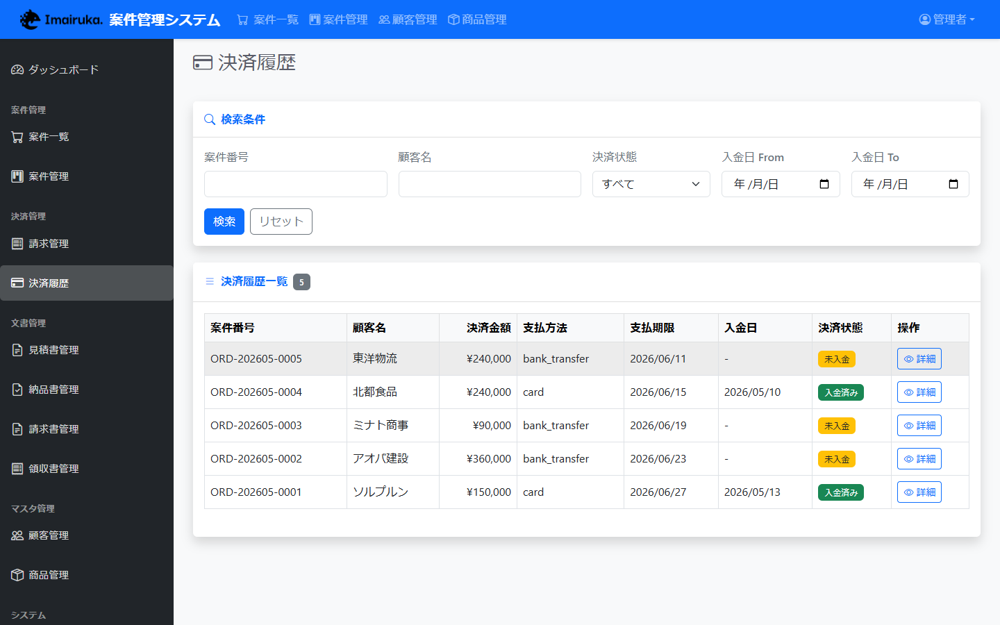 Imairuka. 案件管理システム 案件一覧 案件管理 顧客管理 商品管理 管理者
ダッシュボード
案件管理
案件一覧
案件管理
決済管理
請求管理
決済履歴
文書管理
見積書管理
納品書管理
請求書管理
領収書管理
マスタ管理
顧客管理
商品管理
システム
決済履歴
検索条件
案件番号 顧客名 決済状態 入金日 From 入金日 To
すべて 年 /月/日 年 /月/日
検索 リセット
決済履歴一覧 5
案件番号 顧客名 決済金額 支払方法 支払期限 入金日 決済状態 操作
ORD-202605-0005 東洋物流 ¥240,000 bank_transfer 2026/06/11 - 未入金 詳細
ORD-202605-0004 北都食品 ¥240,000 card 2026/06/15 2026/05/10 入金済み 詳細
ORD-202605-0003 ミナト商事 ¥90,000 bank_transfer 2026/06/19 - 未入金 詳細
ORD-202605-0002 アオバ建設 ¥360,000 bank_transfer 2026/06/23 - 未入金 詳細
ORD-202605-0001 ソルプルン ¥150,000 card 2026/06/27 2026/05/13 入金済み 詳細